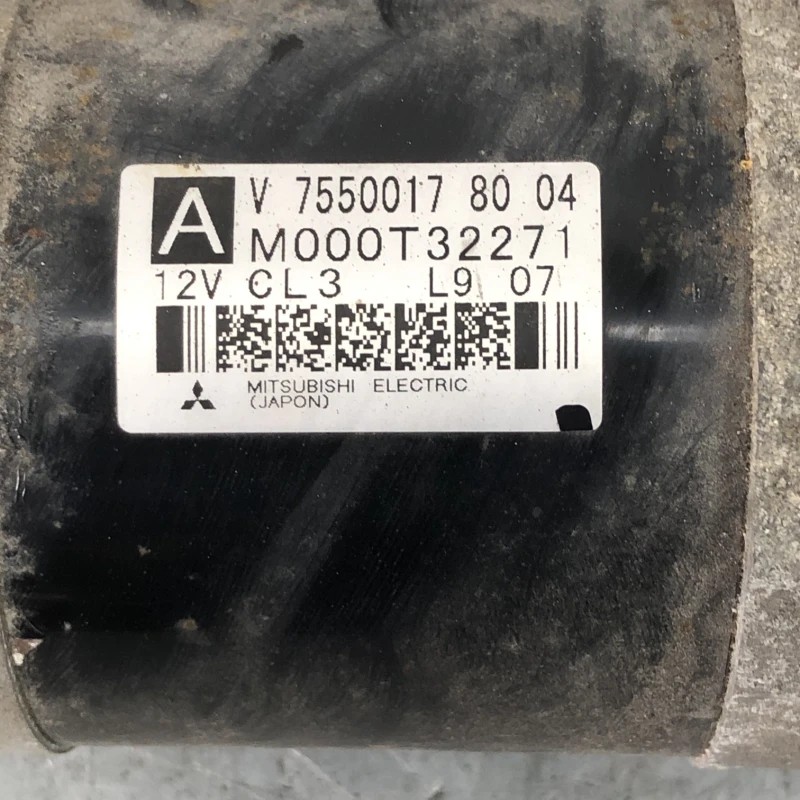 A V 7550017 80 04
M000T32271
12V CL3 L9 07
MITSUBISHI ELECTRIC
(JAPON)